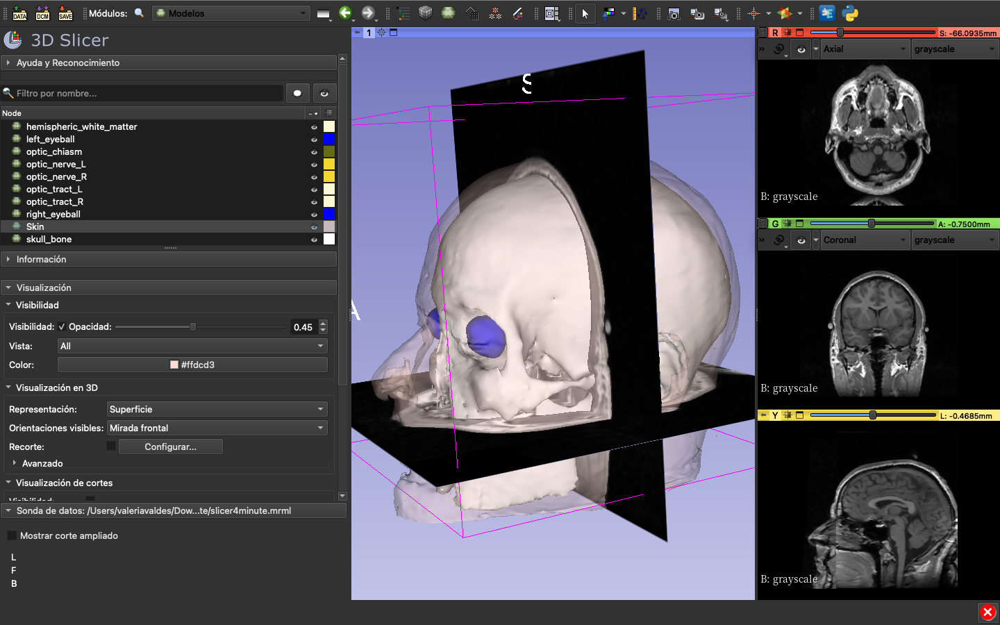 DATA
DCM
SAVE
Módulos:
Modelos
3D Slicer
Ayuda y Reconocimiento
Filtro por nombre...
Node
hemispheric_white_matter
left_eyeball
optic_chiasm
optic_nerve_L
optic_nerve_R
optic_tract_L
optic_tract_R
right_eyeball
Skin
skull_bone
Información
Visualización
Visibilidad
Visibilidad: Opacidad: 0.45
Vista: All
Color: #ffdcd3
Visualización en 3D
Representación: Superficie
Orientaciones visibles: Mirada frontal
Recorte: Configurar...
Avanzado
Visualización de cortes
Visibilidad:
Sonda de datos: /Users/valeriavaldes/Dow...te/slicer4minute.mrml
Mostrar corte ampliado
L
F
B
1
S
A
R S: -66.0935mm
Axial grayscale
B: grayscale
G A: -0.7500mm
Coronal grayscale
B: grayscale
Y L: -0.4685mm
B: grayscale